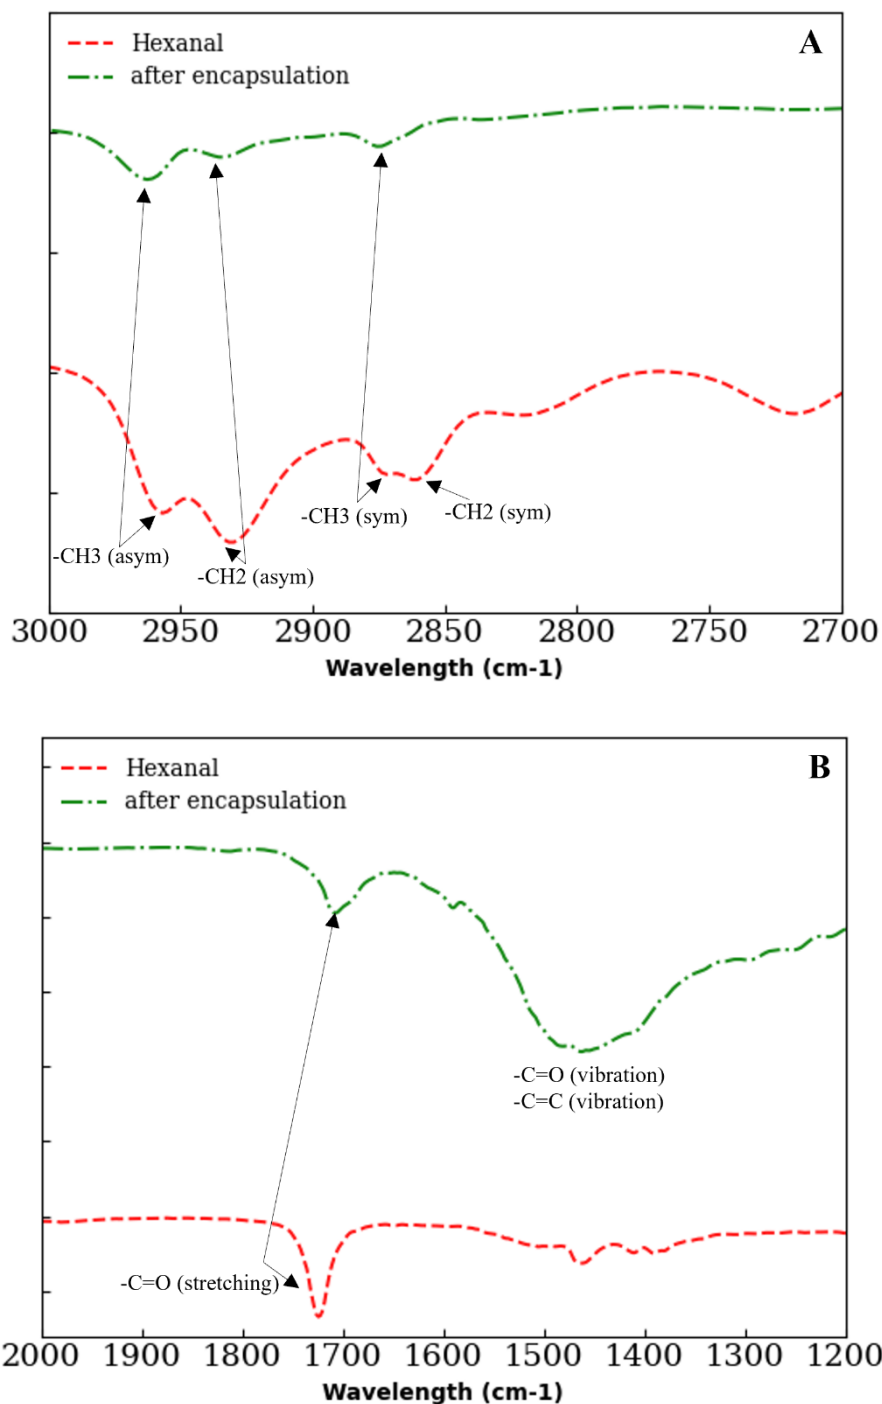 A
Hexanal
after encapsulation
-CH3 (sym)
-CH2 (sym)
-CH3 (asym)
-CH2 (asym)
3000 2950 2900 2850 2800 2750 2700
Wavelength (cm-1)
B
Hexanal
after encapsulation
-C=O (vibration)
-C=C (vibration)
-C=O (stretching)
2000 1900 1800 1700 1600 1500 1400 1300 1200
Wavelength (cm-1)